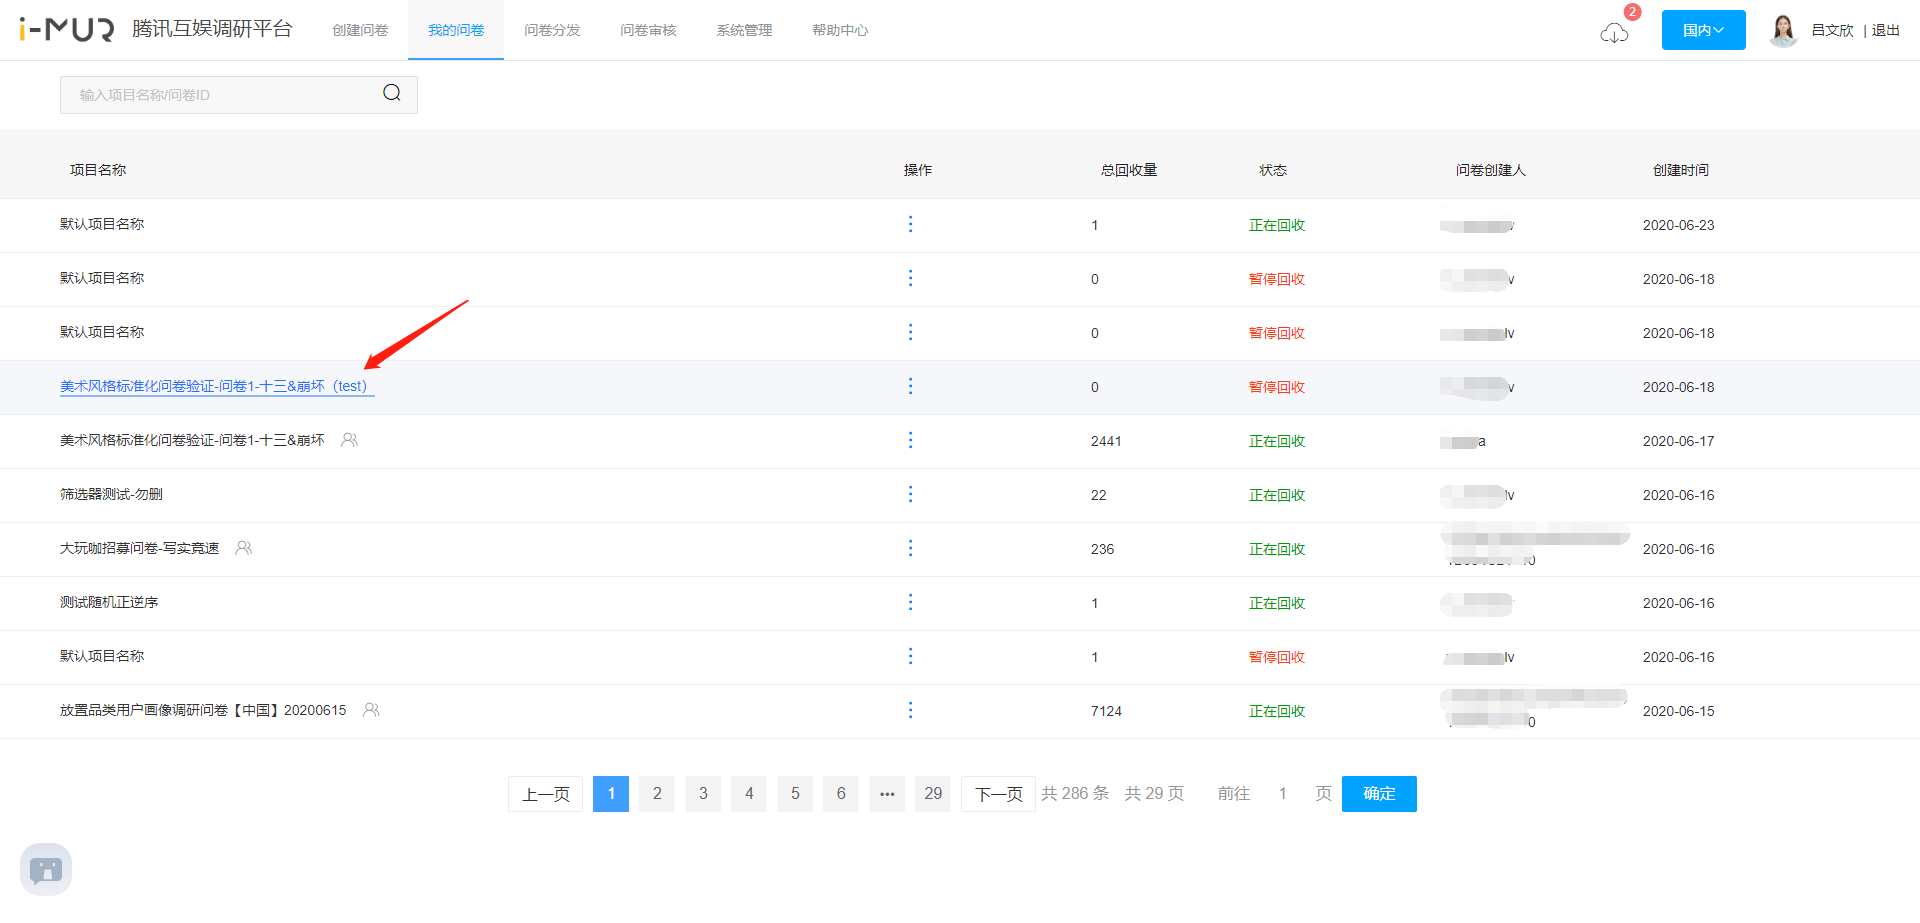 i-MUR 腾讯互娱调研平台 创建问卷 我的问卷 问卷分发 问卷审核 系统管理 帮助中心 2 国内 吕文欣 | 退出
输入项目名称/问卷ID
项目名称 操作 总回收量 状态 问卷创建人 创建时间
默认项目名称 1 正在回收 2020-06-23
默认项目名称 0 暂停回收 v 2020-06-18
默认项目名称 0 暂停回收 lv 2020-06-18
美术风格标准化问卷验证-问卷1-十三&崩坏（test） 0 暂停回收 v 2020-06-18
美术风格标准化问卷验证-问卷1-十三&崩坏 2441 正在回收 a 2020-06-17
筛选器测试-勿删 22 正在回收 lv 2020-06-16
大玩咖招募问卷-写实竞速 236 正在回收 0 2020-06-16
测试随机正逆序 1 正在回收 2020-06-16
默认项目名称 1 暂停回收 lv 2020-06-16
放置品类用户画像调研问卷【中国】20200615 7124 正在回收 0 2020-06-15
上一页 1 2 3 4 5 6 ••• 29 下一页 共 286 条 共 29 页 前往 1 页 确定